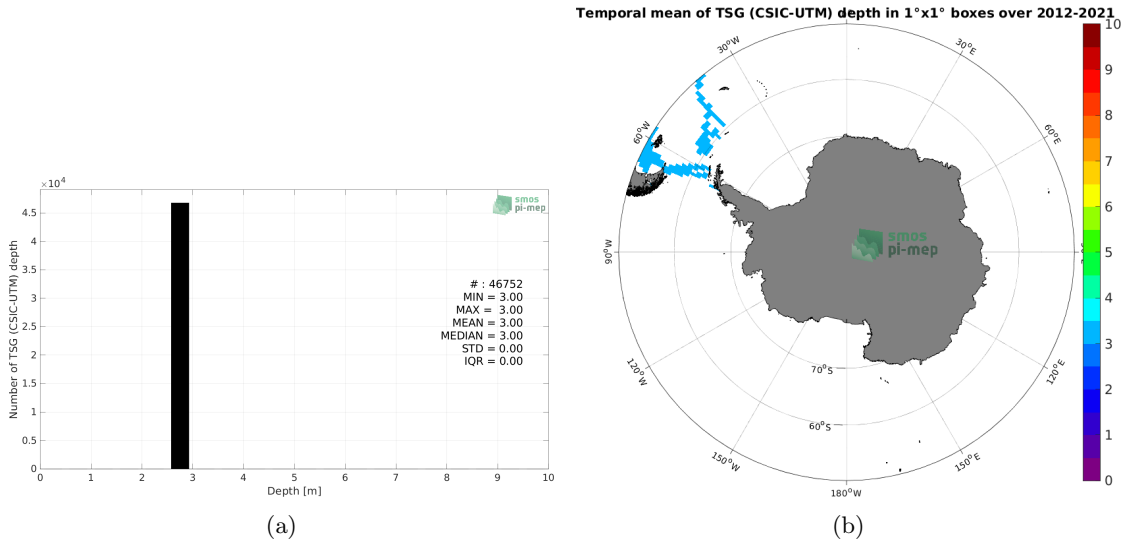 ×10⁴
4.5
4
3.5
3
2.5
2
1.5
1
0.5
0
Number of TSG (CSIC-UTM) depth
smos
pi-mep
# : 46752
MIN = 3.00
MAX = 3.00
MEAN = 3.00
MEDIAN = 3.00
STD = 0.00
IQR = 0.00
0 1 2 3 4 5 6 7 8 9 10
Depth [m]
(a)
Temporal mean of TSG (CSIC-UTM) depth in 1°x1° boxes over 2012-2021
30°W
30°E
60°W
60°E
90°W
smos
pi-mep
120°W
120°E
70°S
60°S
150°W
150°E
180°W
10
9
8
7
6
5
4
3
2
1
0
(b)